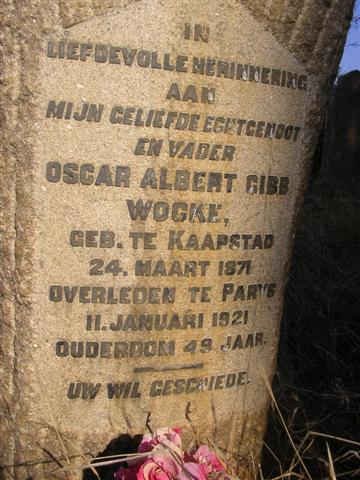 IN
LIEFDEVOLLE HERINNERING
AAN
MIJN GELIEFDE ECHTGENOOT
EN VADER
OSCAR ALBERT GIBB
WOCKE,
GEB. TE KAAPSTAD
24. MAART 1871
OVERLEDEN TE PARYS
11. JANUARI 1921
OUDERDOM 49 JAAR.
UW WIL GESCHIEDE.